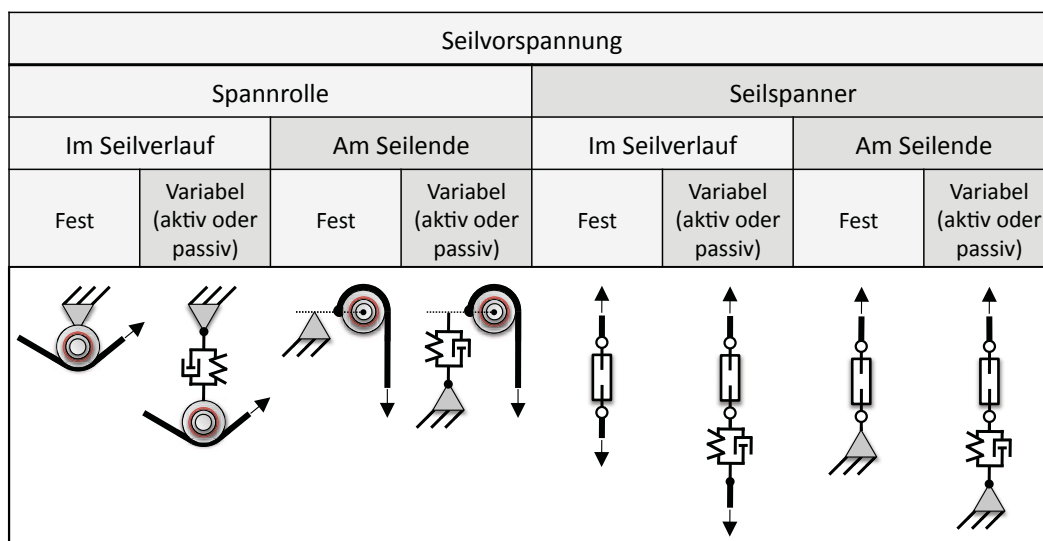 Seilvorspannung
Spannrolle Seilspanner
Im Seilverlauf Am Seilende Im Seilverlauf Am Seilende
Fest Variabel (aktiv oder passiv) Fest Variabel (aktiv oder passiv) Fest Variabel (aktiv oder passiv) Fest Variabel (aktiv oder passiv)